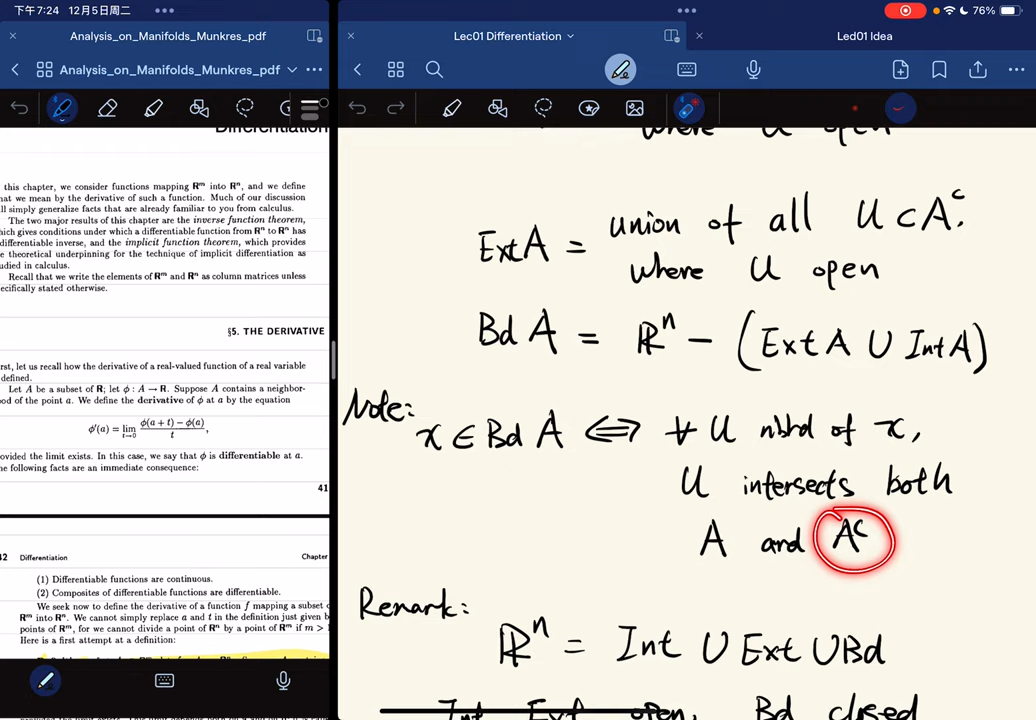 下午7:24 12月5日周二
76%
Analysis_on_Manifolds_Munkres_pdf
Analysis_on_Manifolds_Munkres_pdf
Differentiation
this chapter, we consider functions mapping Rᵐ into Rⁿ, and we define
hat we mean by the derivative of such a function. Much of our discussion
ll simply generalize facts that are already familiar to you from calculus.
The two major results of this chapter are the inverse function theorem,
hich gives conditions under which a differentiable function from Rⁿ to Rⁿ has
differentiable inverse, and the implicit function theorem, which provides
e theoretical underpinning for the technique of implicit differentiation as
udied in calculus.
Recall that we write the elements of Rᵐ and Rⁿ as column matrices unless
ecifically stated otherwise.
§5. THE DERIVATIVE
irst, let us recall how the derivative of a real-valued function of a real variable
defined.
Let A be a subset of R; let ϕ : A → R. Suppose A contains a neighbor-
ood of the point a. We define the derivative of ϕ at a by the equation
ϕ′(a) = lim t→0 ϕ(a + t) − ϕ(a) / t ,
ovided the limit exists. In this case, we say that ϕ is differentiable at a.
he following facts are an immediate consequence:
41
42 Differentiation Chapter
(1) Differentiable functions are continuous.
(2) Composites of differentiable functions are differentiable.
We seek now to define the derivative of a function f mapping a subset o
Rᵐ into Rⁿ. We cannot simply replace a and t in the definition just given b
points of Rᵐ, for we cannot divide a point of Rⁿ by a point of Rᵐ if m > 1
Here is a first attempt at a definition:
Lec01 Differentiation
Led01 Idea
where U open
Ext A = union of all U ⊂ Aᶜ,
where U open
Bd A = ℝⁿ − (Ext A ∪ Int A)
Note:
x ∈ Bd A ⟺ ∀ U nbhd of x,
U intersects both
A and Aᶜ
Remark:
ℝⁿ = Int ∪ Ext ∪ Bd
Int Ext open, Bd closed